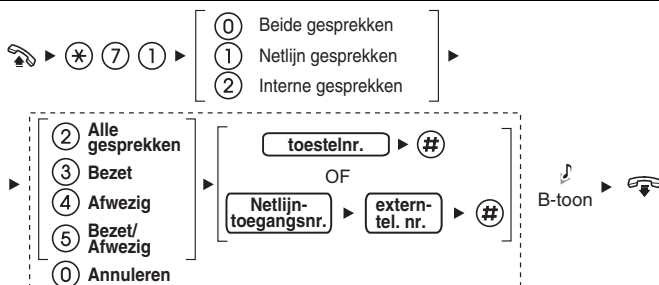 * 7 1
0 Beide gesprekken
1 Netlijn gesprekken
2 Interne gesprekken
2 Alle gesprekken
3 Bezet
4 Afwezig
5 Bezet/ Afwezig
0 Annuleren
toestelnr. #
OF
Netlijn- toegangsnr.
extern- tel. nr. #
B-toon